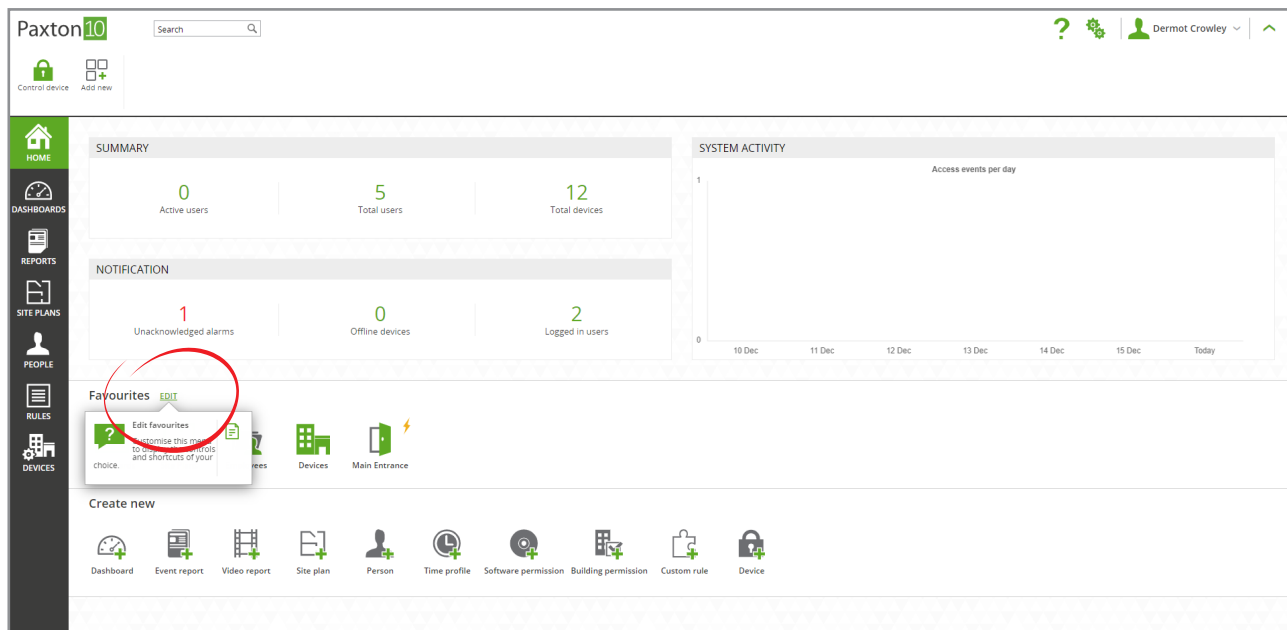 Paxton10
Search
Dermot Crowley
Control device
Add new
HOME
DASHBOARDS
REPORTS
SITE PLANS
PEOPLE
RULES
DEVICES
SUMMARY
0
Active users
5
Total users
12
Total devices
NOTIFICATION
1
Unacknowledged alarms
0
Offline devices
2
Logged in users
SYSTEM ACTIVITY
Access events per day
1
0
10 Dec 11 Dec 12 Dec 13 Dec 14 Dec 15 Dec Today
Favourites EDIT
?
Edit favourites
Customise this menu
to display the controls
and shortcuts of your
choice.
yees
Devices
Main Entrance
Create new
Dashboard
Event report
Video report
Site plan
Person
Time profile
Software permission
Building permission
Custom rule
Device